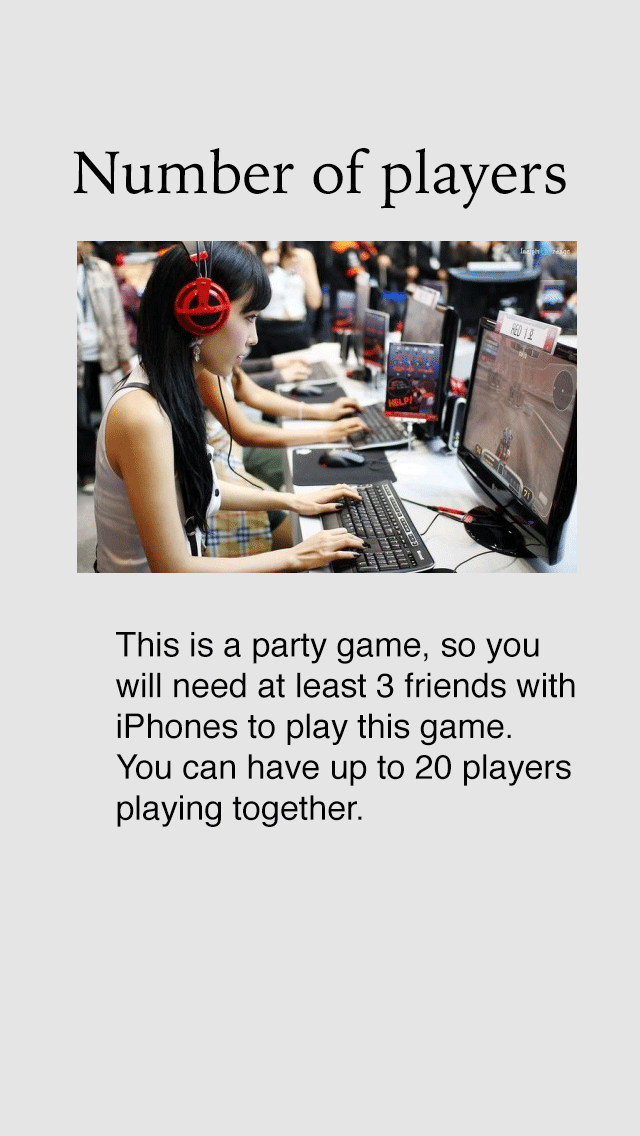 Number of players
HELP!
This is a party game, so you
will need at least 3 friends with
iPhones to play this game.
You can have up to 20 players
playing together.